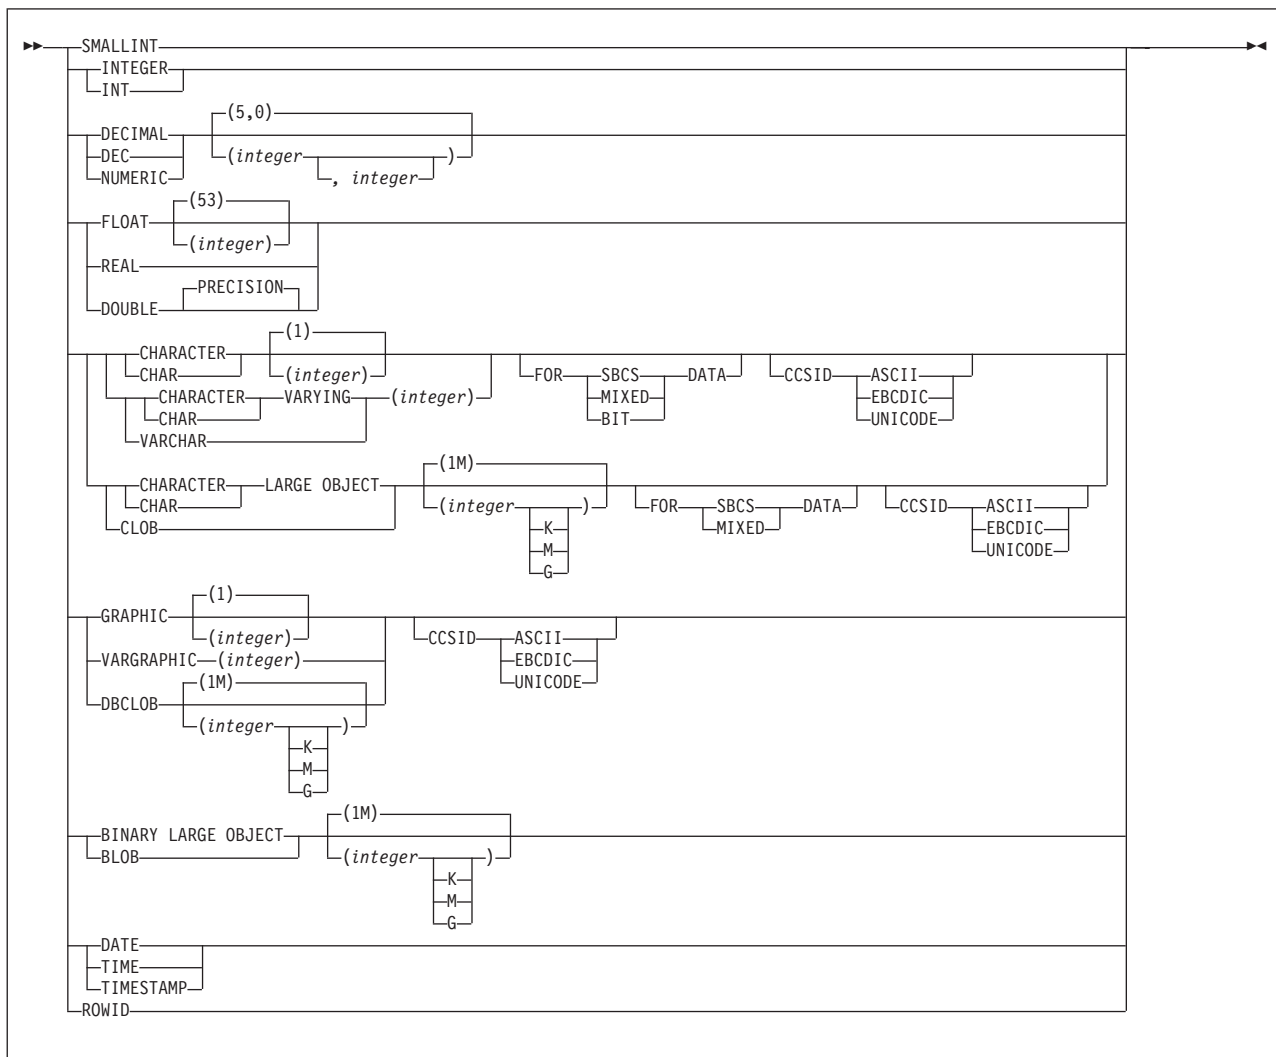 SMALLINT
INTEGER
INT
(5,0)
DECIMAL
DEC (integer )
NUMERIC , integer
(53)
FLOAT
(integer)
REAL
PRECISION
DOUBLE
(1)
CHARACTER
CHAR (integer) FOR SBCS DATA CCSID ASCII
CHARACTER VARYING (integer) MIXED EBCDIC
CHAR BIT UNICODE
VARCHAR
(1M)
CHARACTER LARGE OBJECT
CHAR (integer ) FOR SBCS DATA CCSID ASCII
CLOB K MIXED EBCDIC
M UNICODE
G
(1)
GRAPHIC
(integer) CCSID ASCII
VARGRAPHIC (integer) EBCDIC
(1M) UNICODE
DBCLOB
(integer )
K
M
G
(1M)
BINARY LARGE OBJECT
BLOB (integer )
K
M
G
DATE
TIME
TIMESTAMP
ROWID